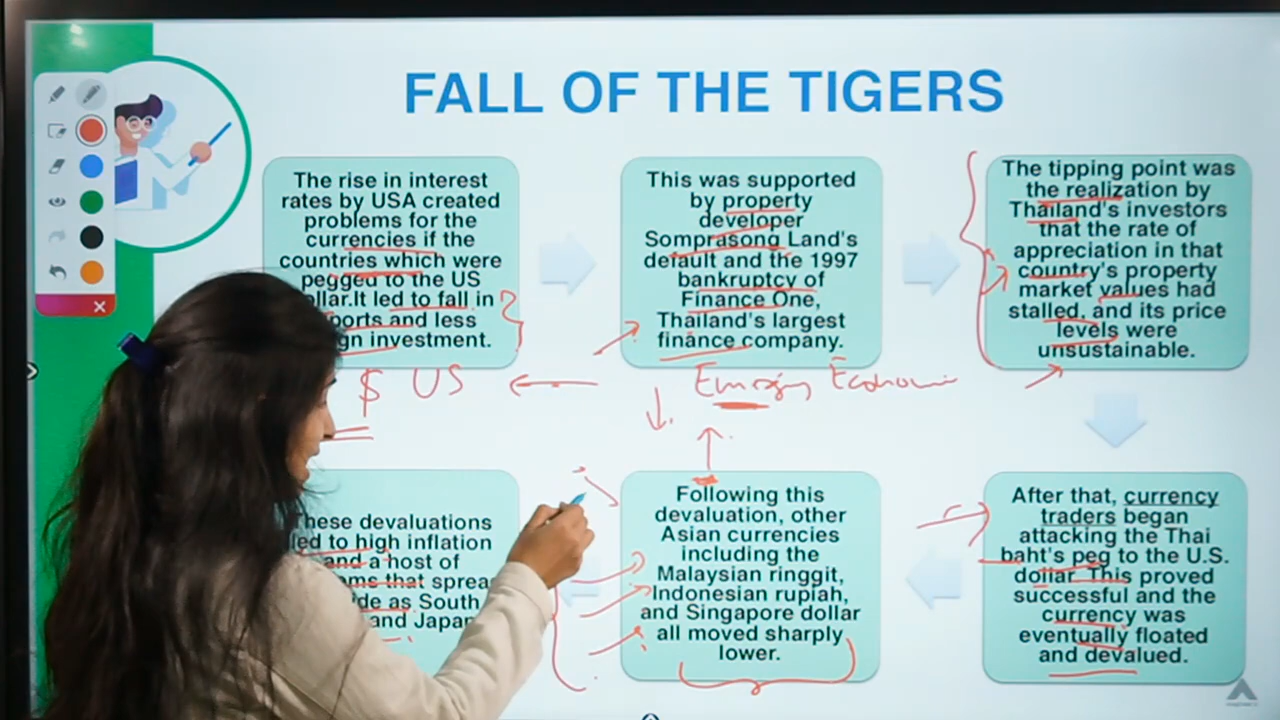 FALL OF THE TIGERS
The rise in interest
rates by USA created
problems for the
currencies if the
countries which were
pegged to the US
ollar.It led to fall in
ports and less
gn investment.
This was supported
by property
developer
Somprasong Land's
default and the 1997
bankruptcy of
Finance One,
Thailand's largest
finance company.
The tipping point was
the realization by
Thailand's investors
that the rate of
appreciation in that
country's property
market values had
stalled, and its price
levels were
unsustainable.
$ US
After that, currency
traders began
attacking the Thai
baht's peg to the U.S.
dollar. This proved
successful and the
currency was
eventually floated
and devalued.
Following this
devaluation, other
Asian currencies
including the
Malaysian ringgit,
Indonesian rupiah,
and Singapore dollar
all moved sharply
lower.
These devaluations
led to high inflation
and a host of
ems that sprea
de as South
and Japan